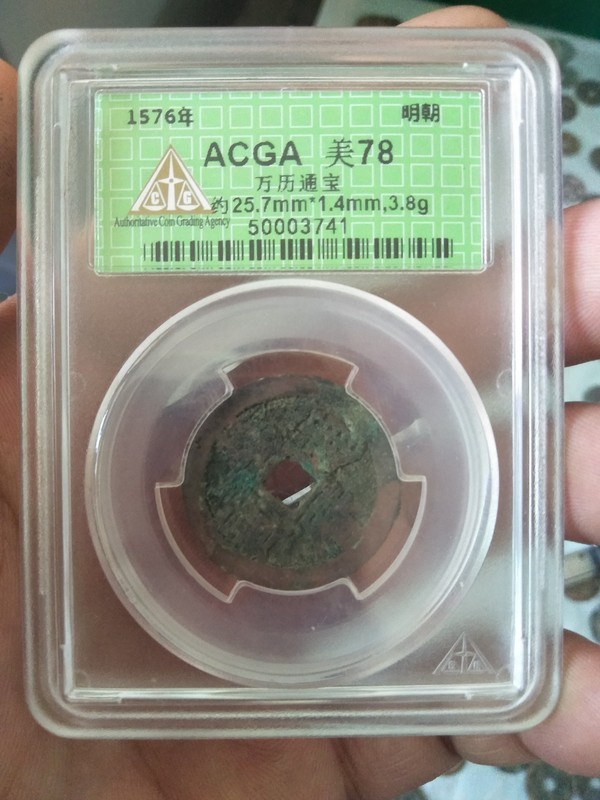 1576年 明朝
ACGA 美78
万历通宝
约25.7mm*1.4mm,3.8g
Authoritative Coin Grading Agency
50003741